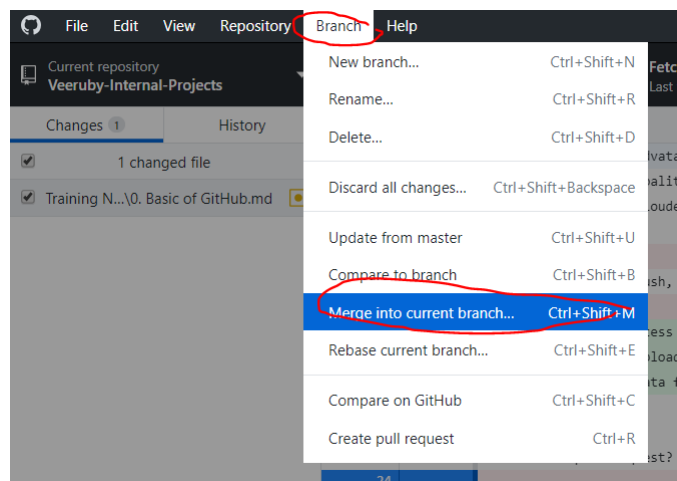 File Edit View Repository Branch Help
Current repository
Veeruby-Internal-Projects
Fetc
Last
Changes 1 History
1 changed file
Training N...\0. Basic of GitHub.md
New branch... Ctrl+Shift+N
Rename... Ctrl+Shift+R
Delete... Ctrl+Shift+D
Discard all changes... Ctrl+Shift+Backspace
Update from master Ctrl+Shift+U
Compare to branch Ctrl+Shift+B
Merge into current branch... Ctrl+Shift+M
Rebase current branch... Ctrl+Shift+E
Compare on GitHub Ctrl+Shift+C
Create pull request Ctrl+R